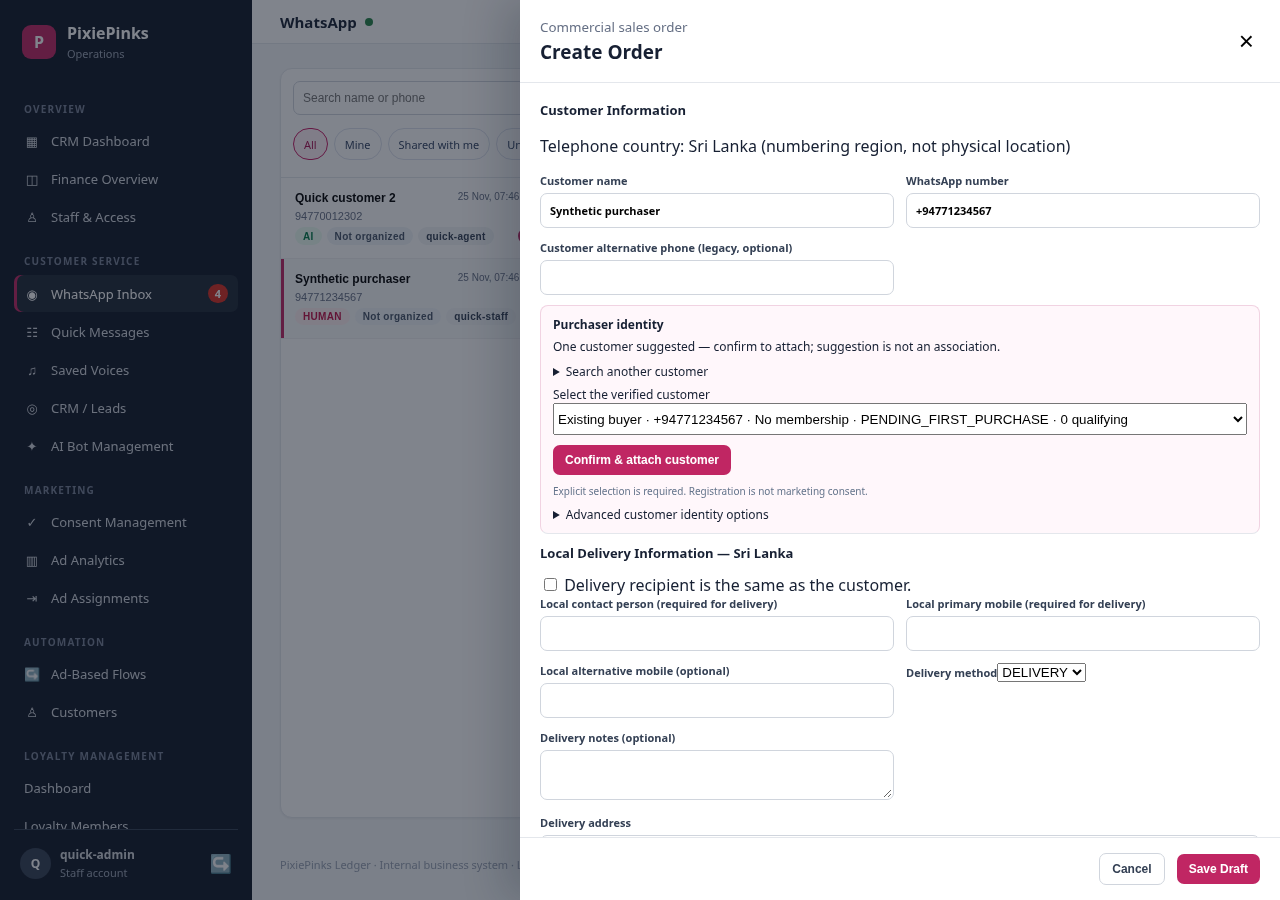 P
PixiePinks
Operations
OVERVIEW
CRM Dashboard
Finance Overview
Staff & Access
CUSTOMER SERVICE
WhatsApp Inbox 4
Quick Messages
Saved Voices
CRM / Leads
AI Bot Management
MARKETING
Consent Management
Ad Analytics
Ad Assignments
AUTOMATION
Ad-Based Flows
Customers
LOYALTY MANAGEMENT
Dashboard
Loyalty Members
Q
quick-admin
Staff account
WhatsApp
Search name or phone
All Mine Shared with me
Quick customer 2 25 Nov, 07:46
94770012302
AI Not organized quick-agent
Synthetic purchaser 25 Nov, 07:46
94771234567
HUMAN Not organized quick-staff
PixiePinks Ledger · Internal business system ·
Commercial sales order
Create Order
Customer Information
Telephone country: Sri Lanka (numbering region, not physical location)
Customer name WhatsApp number
Synthetic purchaser +94771234567
Customer alternative phone (legacy, optional)
Purchaser identity
One customer suggested — confirm to attach; suggestion is not an association.
Search another customer
Select the verified customer
Existing buyer · +94771234567 · No membership · PENDING_FIRST_PURCHASE · 0 qualifying
Confirm & attach customer
Explicit selection is required. Registration is not marketing consent.
Advanced customer identity options
Local Delivery Information — Sri Lanka
Delivery recipient is the same as the customer.
Local contact person (required for delivery) Local primary mobile (required for delivery)
Local alternative mobile (optional) Delivery method DELIVERY
Delivery notes (optional)
Delivery address
Cancel Save Draft